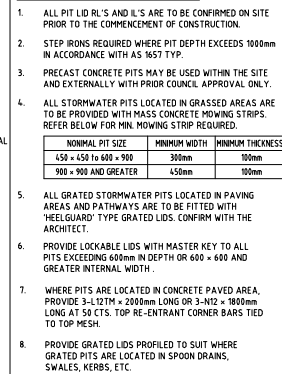 1. ALL PIT LID RL'S AND IL'S ARE TO BE CONFIRMED ON SITE
PRIOR TO THE COMMENCEMENT OF CONSTRUCTION.
2. STEP IRONS REQUIRED WHERE PIT DEPTH EXCEEDS 1000mm
IN ACCORDANCE WITH AS 1657 TYP.
3. PRECAST CONCRETE PITS MAY BE USED WITHIN THE SITE
AND EXTERNALLY WITH PRIOR COUNCIL APPROVAL ONLY.
4. ALL STORMWATER PITS LOCATED IN GRASSED AREAS ARE
TO BE PROVIDED WITH MASS CONCRETE MOWING STRIPS.
REFER BELOW FOR MIN. MOWING STRIP REQUIRED.
AL
NONIMAL PIT SIZE MINIMUM WIDTH MINIMUM THICKNESS
450 × 450 to 600 × 900 300mm 100mm
900 × 900 AND GREATER 450mm 100mm
5. ALL GRATED STORMWATER PITS LOCATED IN PAVING
AREAS AND PATHWAYS ARE TO BE FITTED WITH
'HEELGUARD' TYPE GRATED LIDS. CONFIRM WITH THE
ARCHITECT.
6. PROVIDE LOCKABLE LIDS WITH MASTER KEY TO ALL
PITS EXCEEDING 600mm IN DEPTH OR 600 × 600 AND
GREATER INTERNAL WIDTH .
7. WHERE PITS ARE LOCATED IN CONCRETE PAVED AREA,
PROVIDE 3-L12TM × 2000mm LONG OR 3-N12 × 1800mm
LONG AT 50 CTS. TOP RE-ENTRANT CORNER BARS TIED
TO TOP MESH.
8. PROVIDE GRATED LIDS PROFILED TO SUIT WHERE
GRATED PITS ARE LOCATED IN SPOON DRAINS,
SWALES, KERBS, ETC.